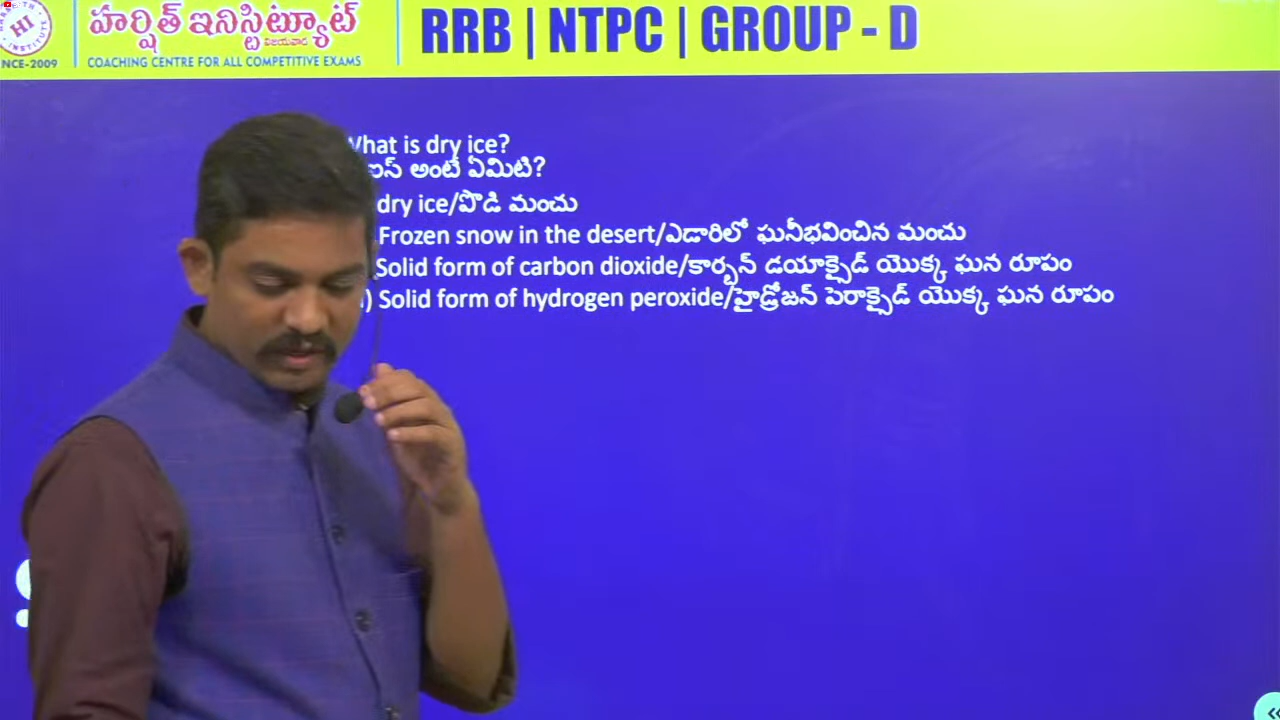 హర్షిత్ ఇనిస్టిట్యూట్
విజయవాడ
NCE-2009
COACHING CENTRE FOR ALL COMPETITIVE EXAMS
RRB | NTPC | GROUP - D
What is dry ice?
ఐస్ అంటే ఏమిటి?
dry ice/పొడి మంచు
Frozen snow in the desert/ఎడారిలో ఘనీభవించిన మంచు
Solid form of carbon dioxide/కార్బన్ డయాక్సైడ్ యొక్క ఘన రూపం
) Solid form of hydrogen peroxide/హైడ్రోజన్ పెరాక్సైడ్ యొక్క ఘన రూపం